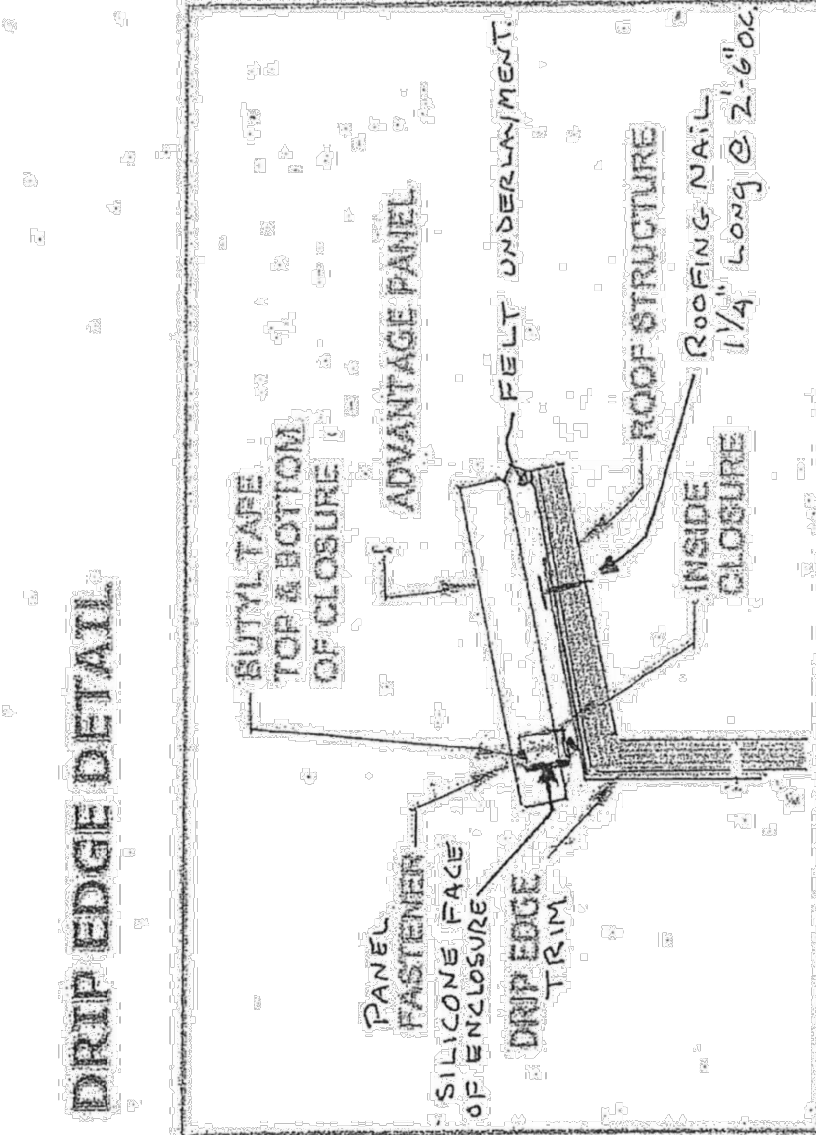 DRIP EDGE DETAIL
BUTYL TAPE
TOP & BOTTOM
OF CLOSURE
ADVANTAGE PANEL
FELT UNDERLAYMENT
PANEL
FASTENER
SILICONE FACE
OF ENCLOSURE
DRIP EDGE
TRIM
INSIDE
CLOSURE
ROOF STRUCTURE
ROOFING NAIL
1 1/4" LONG @ 2'-6" O.C.